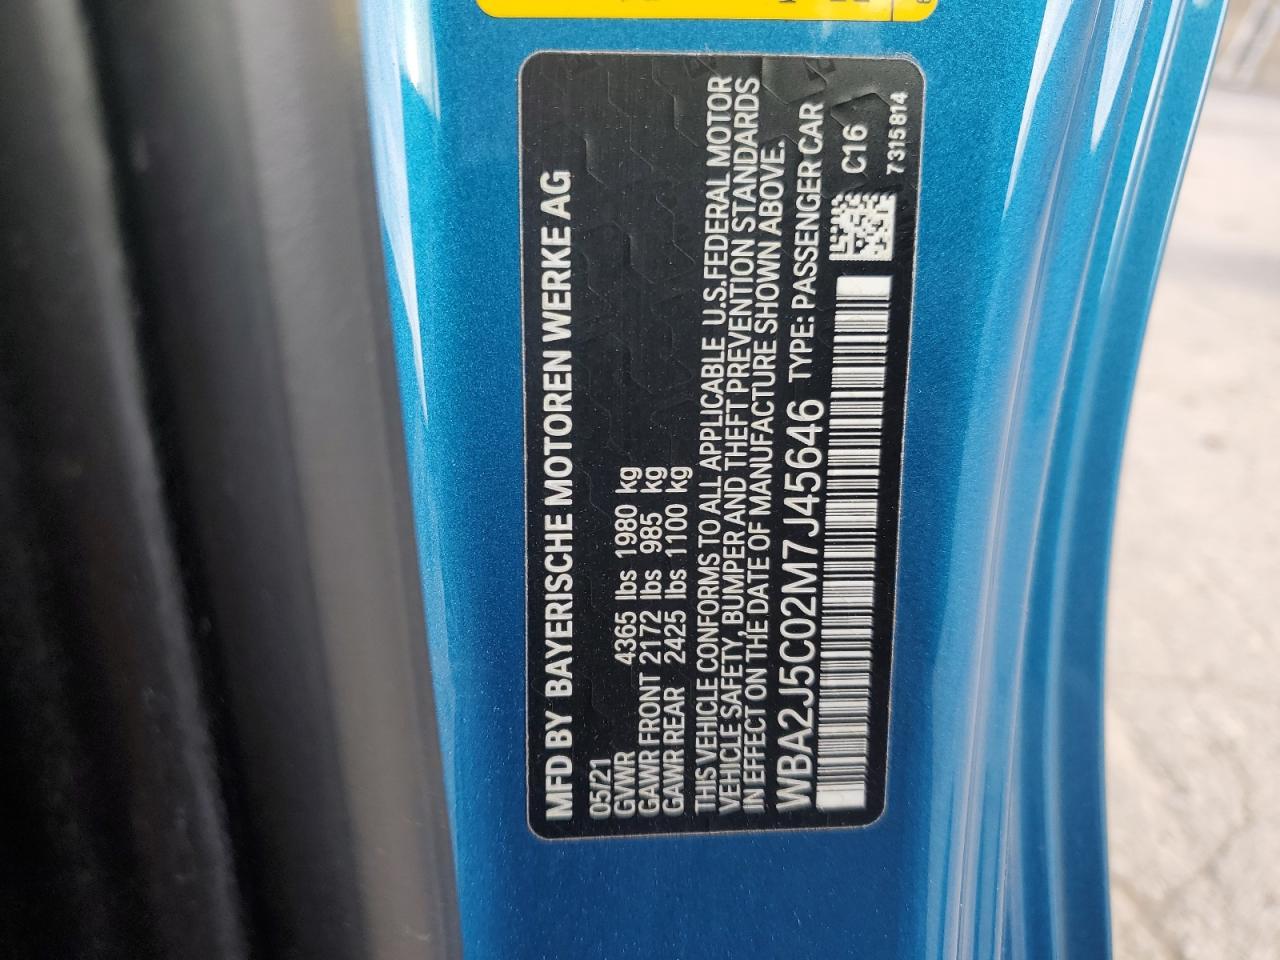 MFD BY BAYERISCHE MOTOREN WERKE AG
05/21
GVWR 4365 lbs 1980 kg
GAWR FRONT 2172 lbs 985 kg
GAWR REAR 2425 lbs 1100 kg
THIS VEHICLE CONFORMS TO ALL APPLICABLE U.S.FEDERAL MOTOR
VEHICLE SAFETY, BUMPER AND THEFT PREVENTION STANDARDS
IN EFFECT ON THE DATE OF MANUFACTURE SHOWN ABOVE.
WBA2J5C02M7J45646 TYPE: PASSENGER CAR
C16
7315814